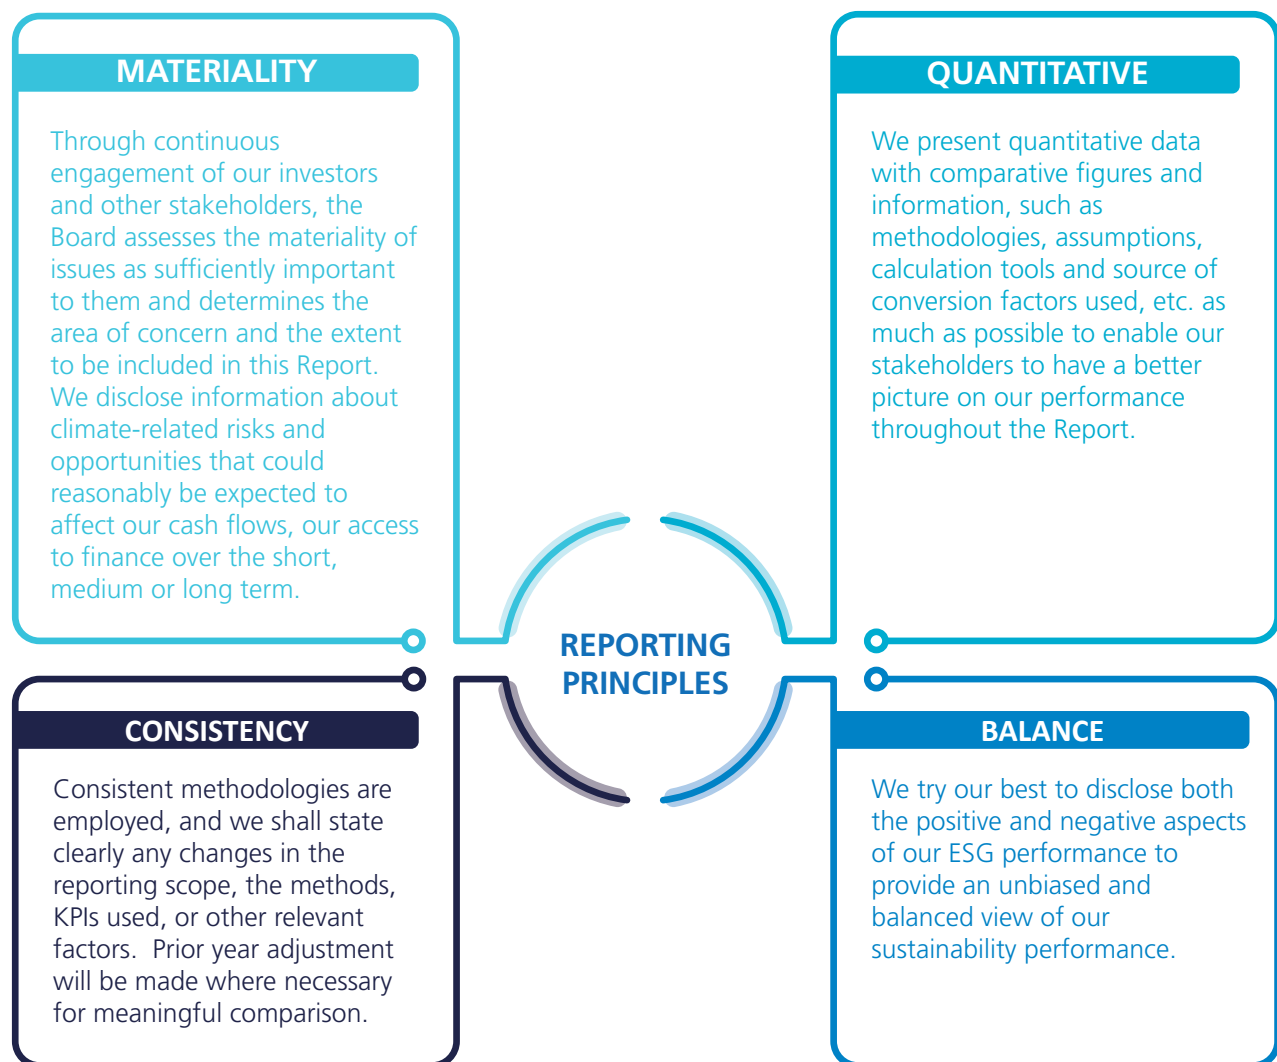 MATERIALITY
Through continuous
engagement of our investors
and other stakeholders, the
Board assesses the materiality of
issues as sufficiently important
to them and determines the
area of concern and the extent
to be included in this Report.
We disclose information about
climate-related risks and
opportunities that could
reasonably be expected to
affect our cash flows, our access
to finance over the short,
medium or long term.
QUANTITATIVE
We present quantitative data
with comparative figures and
information, such as
methodologies, assumptions,
calculation tools and source of
conversion factors used, etc. as
much as possible to enable our
stakeholders to have a better
picture on our performance
throughout the Report.
REPORTING
PRINCIPLES
CONSISTENCY
Consistent methodologies are
employed, and we shall state
clearly any changes in the
reporting scope, the methods,
KPIs used, or other relevant
factors.  Prior year adjustment
will be made where necessary
for meaningful comparison.
BALANCE
We try our best to disclose both
the positive and negative aspects
of our ESG performance to
provide an unbiased and
balanced view of our
sustainability performance.